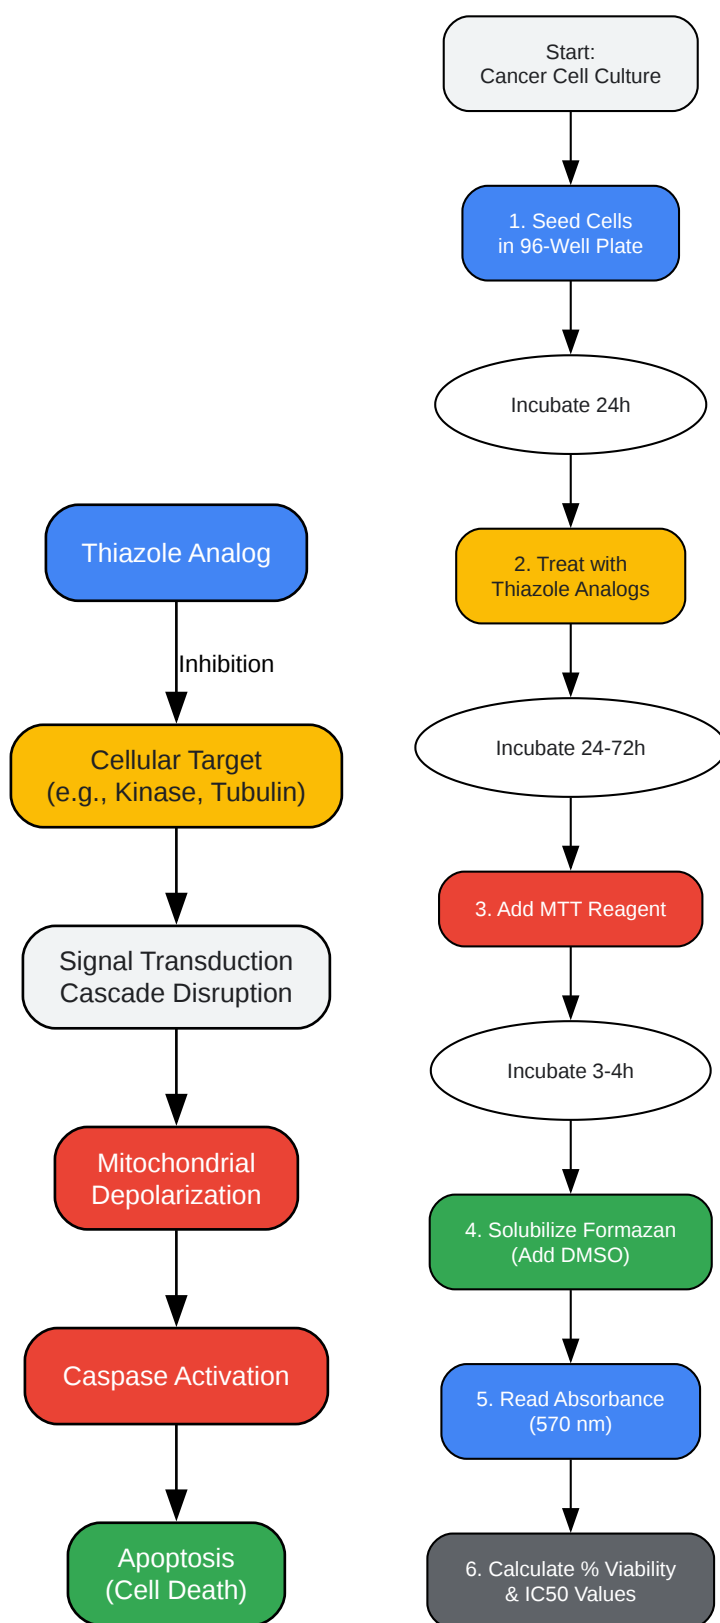 Thiazole Analog
Inhibition
Cellular Target
(e.g., Kinase, Tubulin)
Signal Transduction
Cascade Disruption
Mitochondrial
Depolarization
Caspase Activation
Apoptosis
(Cell Death)
Start:
Cancer Cell Culture
1. Seed Cells
in 96-Well Plate
Incubate 24h
2. Treat with
Thiazole Analogs
Incubate 24-72h
3. Add MTT Reagent
Incubate 3-4h
4. Solubilize Formazan
(Add DMSO)
5. Read Absorbance
(570 nm)
6. Calculate % Viability
& IC50 Values